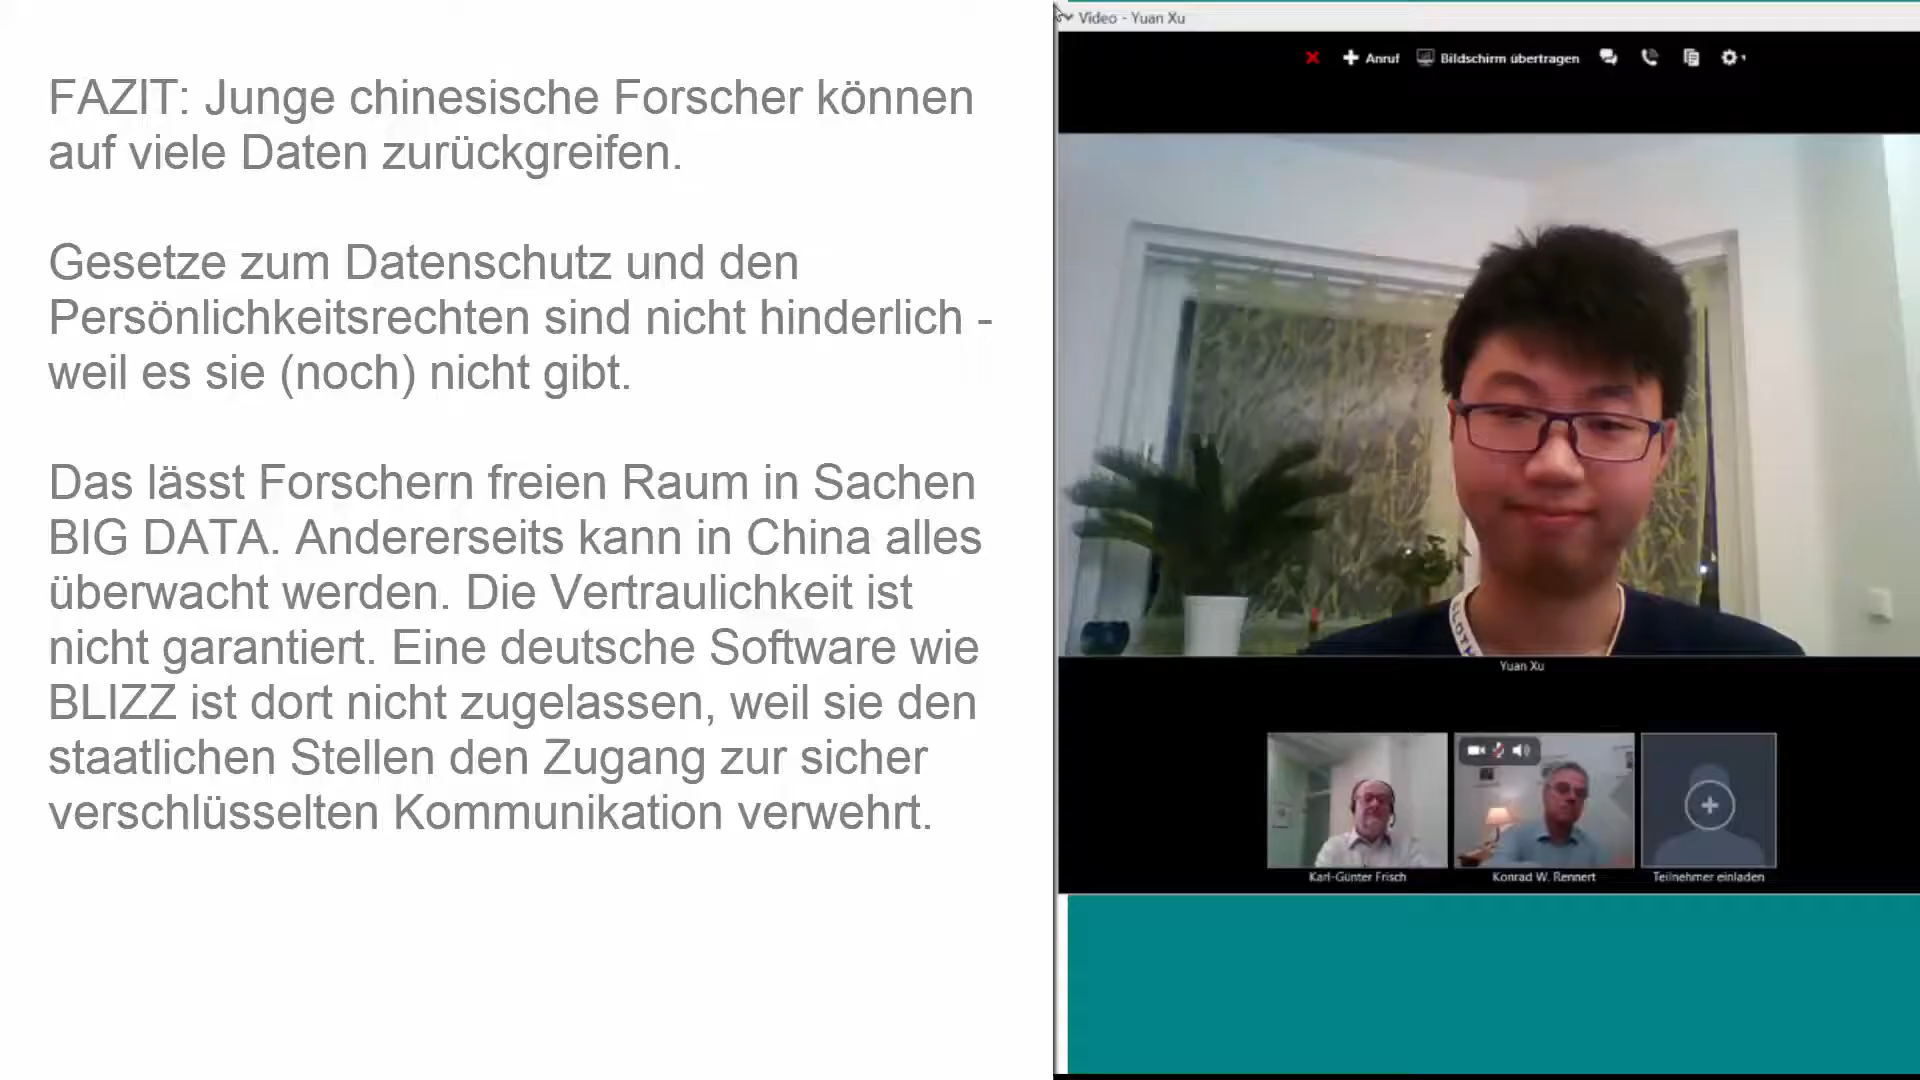 FAZIT: Junge chinesische Forscher können
auf viele Daten zurückgreifen.
Gesetze zum Datenschutz und den
Persönlichkeitsrechten sind nicht hinderlich -
weil es sie (noch) nicht gibt.
Das lässt Forschern freien Raum in Sachen
BIG DATA. Andererseits kann in China alles
überwacht werden. Die Vertraulichkeit ist
nicht garantiert. Eine deutsche Software wie
BLIZZ ist dort nicht zugelassen, weil sie den
staatlichen Stellen den Zugang zur sicher
verschlüsselten Kommunikation verwehrt.
Video - Yuan Xu
Anruf
Bildschirm übertragen
Yuan Xu
Karl-Günter Frisch
Konrad W. Rennert
Teilnehmer einladen